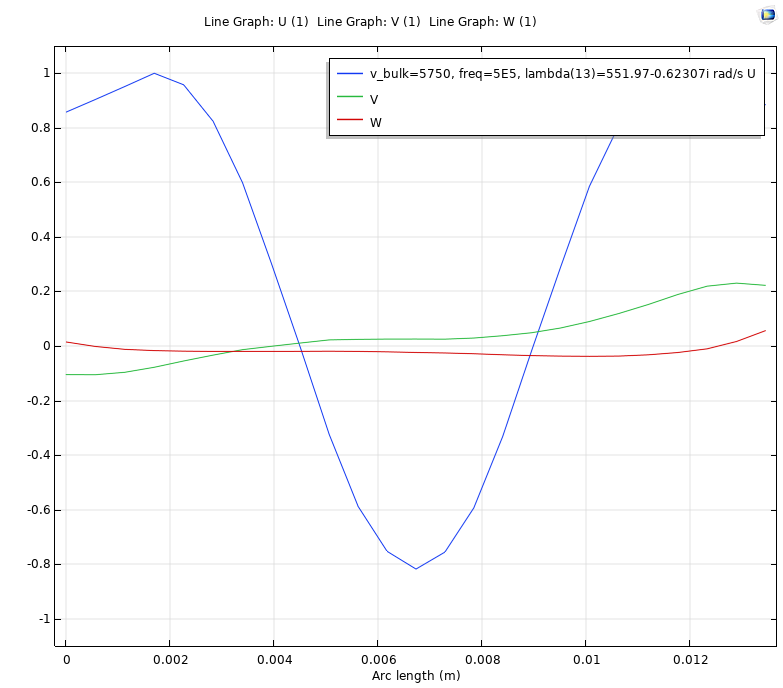 Line Graph: U (1)  Line Graph: V (1)  Line Graph: W (1)
v_bulk=5750, freq=5E5, lambda(13)=551.97-0.62307i rad/s U
V
W
1
0.8
0.6
0.4
0.2
0
-0.2
-0.4
-0.6
-0.8
-1
0 0.002 0.004 0.006 0.008 0.01 0.012
Arc length (m)